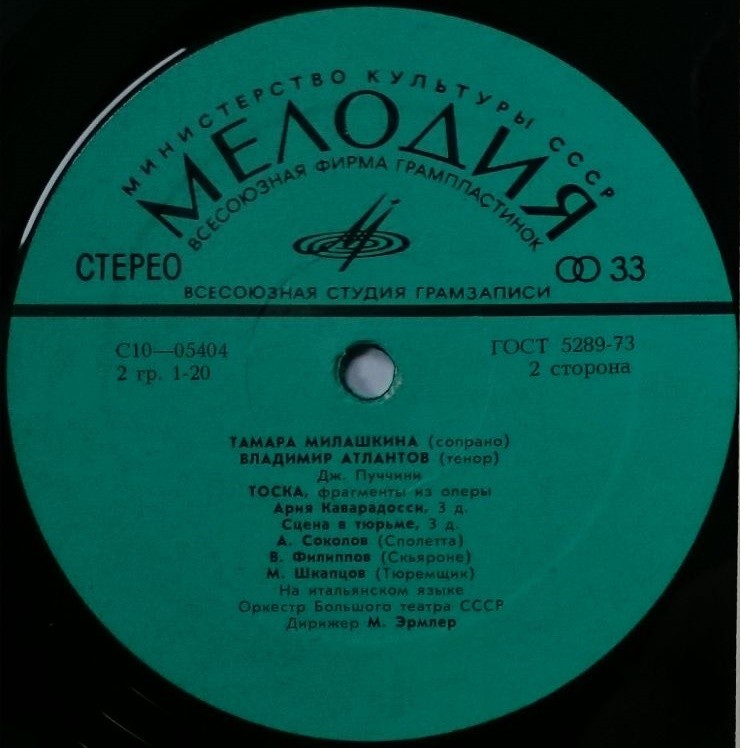 МИНИСТЕРСТВО КУЛЬТУРЫ СССР
МЕЛОДИЯ
ВСЕСОЮЗНАЯ ФИРМА ГРАМПЛАСТИНОК
СТЕРЕО
33
ВСЕСОЮЗНАЯ СТУДИЯ ГРАМЗАПИСИ
С10—05404
ГОСТ 5289-73
2 гр. 1-20
2 сторона
ТАМАРА МИЛАШКИНА (сопрано)
ВЛАДИМИР АТЛАНТОВ (тенор)
Дж. Пуччини
ТОСКА, фрагменты из оперы
Ария Каварадосси, 3 д.
Сцена в тюрьме, 3 д.
А. Соколов (Сполетта)
В. Филиппов (Скьяроне)
М. Шкапцов (Тюремщик)
На итальянском языке
Оркестр Большого театра СССР
Дирижер М. Эрмлер